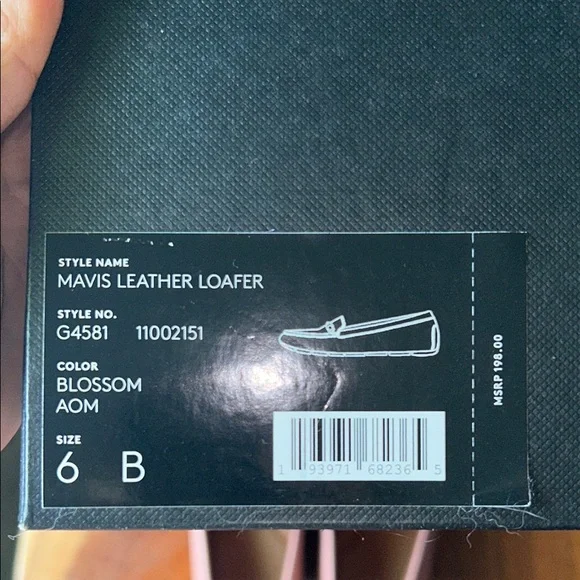 STYLE NAME
MAVIS LEATHER LOAFER
STYLE NO.
G4581 11002151
COLOR
BLOSSOM
AOM
SIZE
6 B
1 93971 68236 5
MSRP 198.00